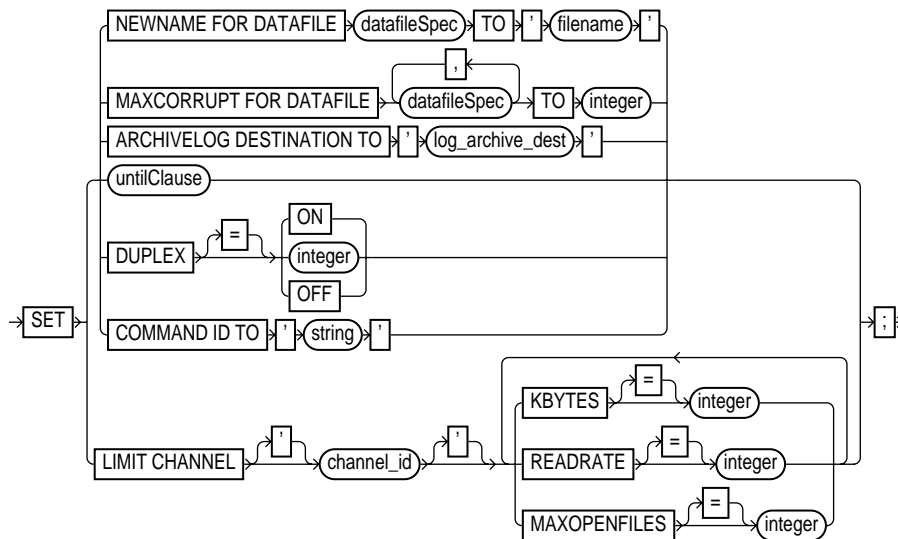 NEWNAME FOR DATAFILE datafileSpec TO ' filename '
,
MAXCORRUPT FOR DATAFILE datafileSpec TO integer
ARCHIVELOG DESTINATION TO ' log_archive_dest '
untilClause
ON
=
DUPLEX integer
OFF
SET ;
COMMAND ID TO ' string '
=
KBYTES integer
' ' =
LIMIT CHANNEL channel_id READRATE integer
=
MAXOPENFILES integer